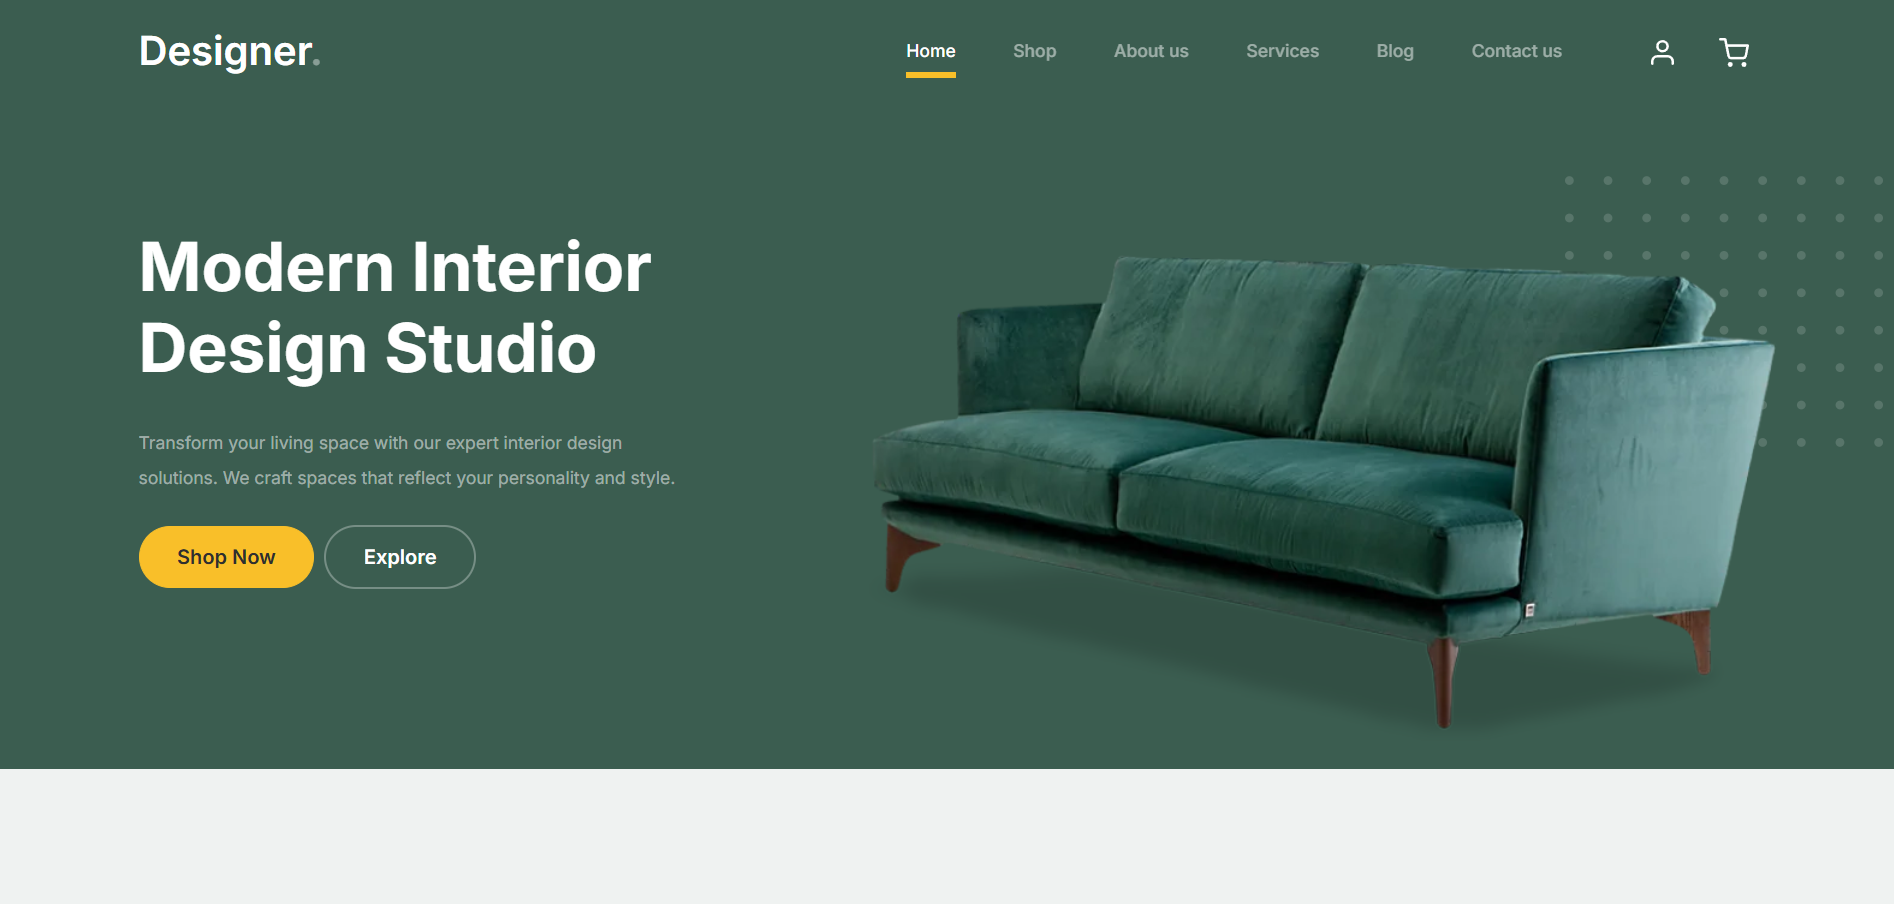 Designer.
Home
Shop
About us
Services
Blog
Contact us
Modern Interior
Design Studio
Transform your living space with our expert interior design
solutions. We craft spaces that reflect your personality and style.
Shop Now
Explore